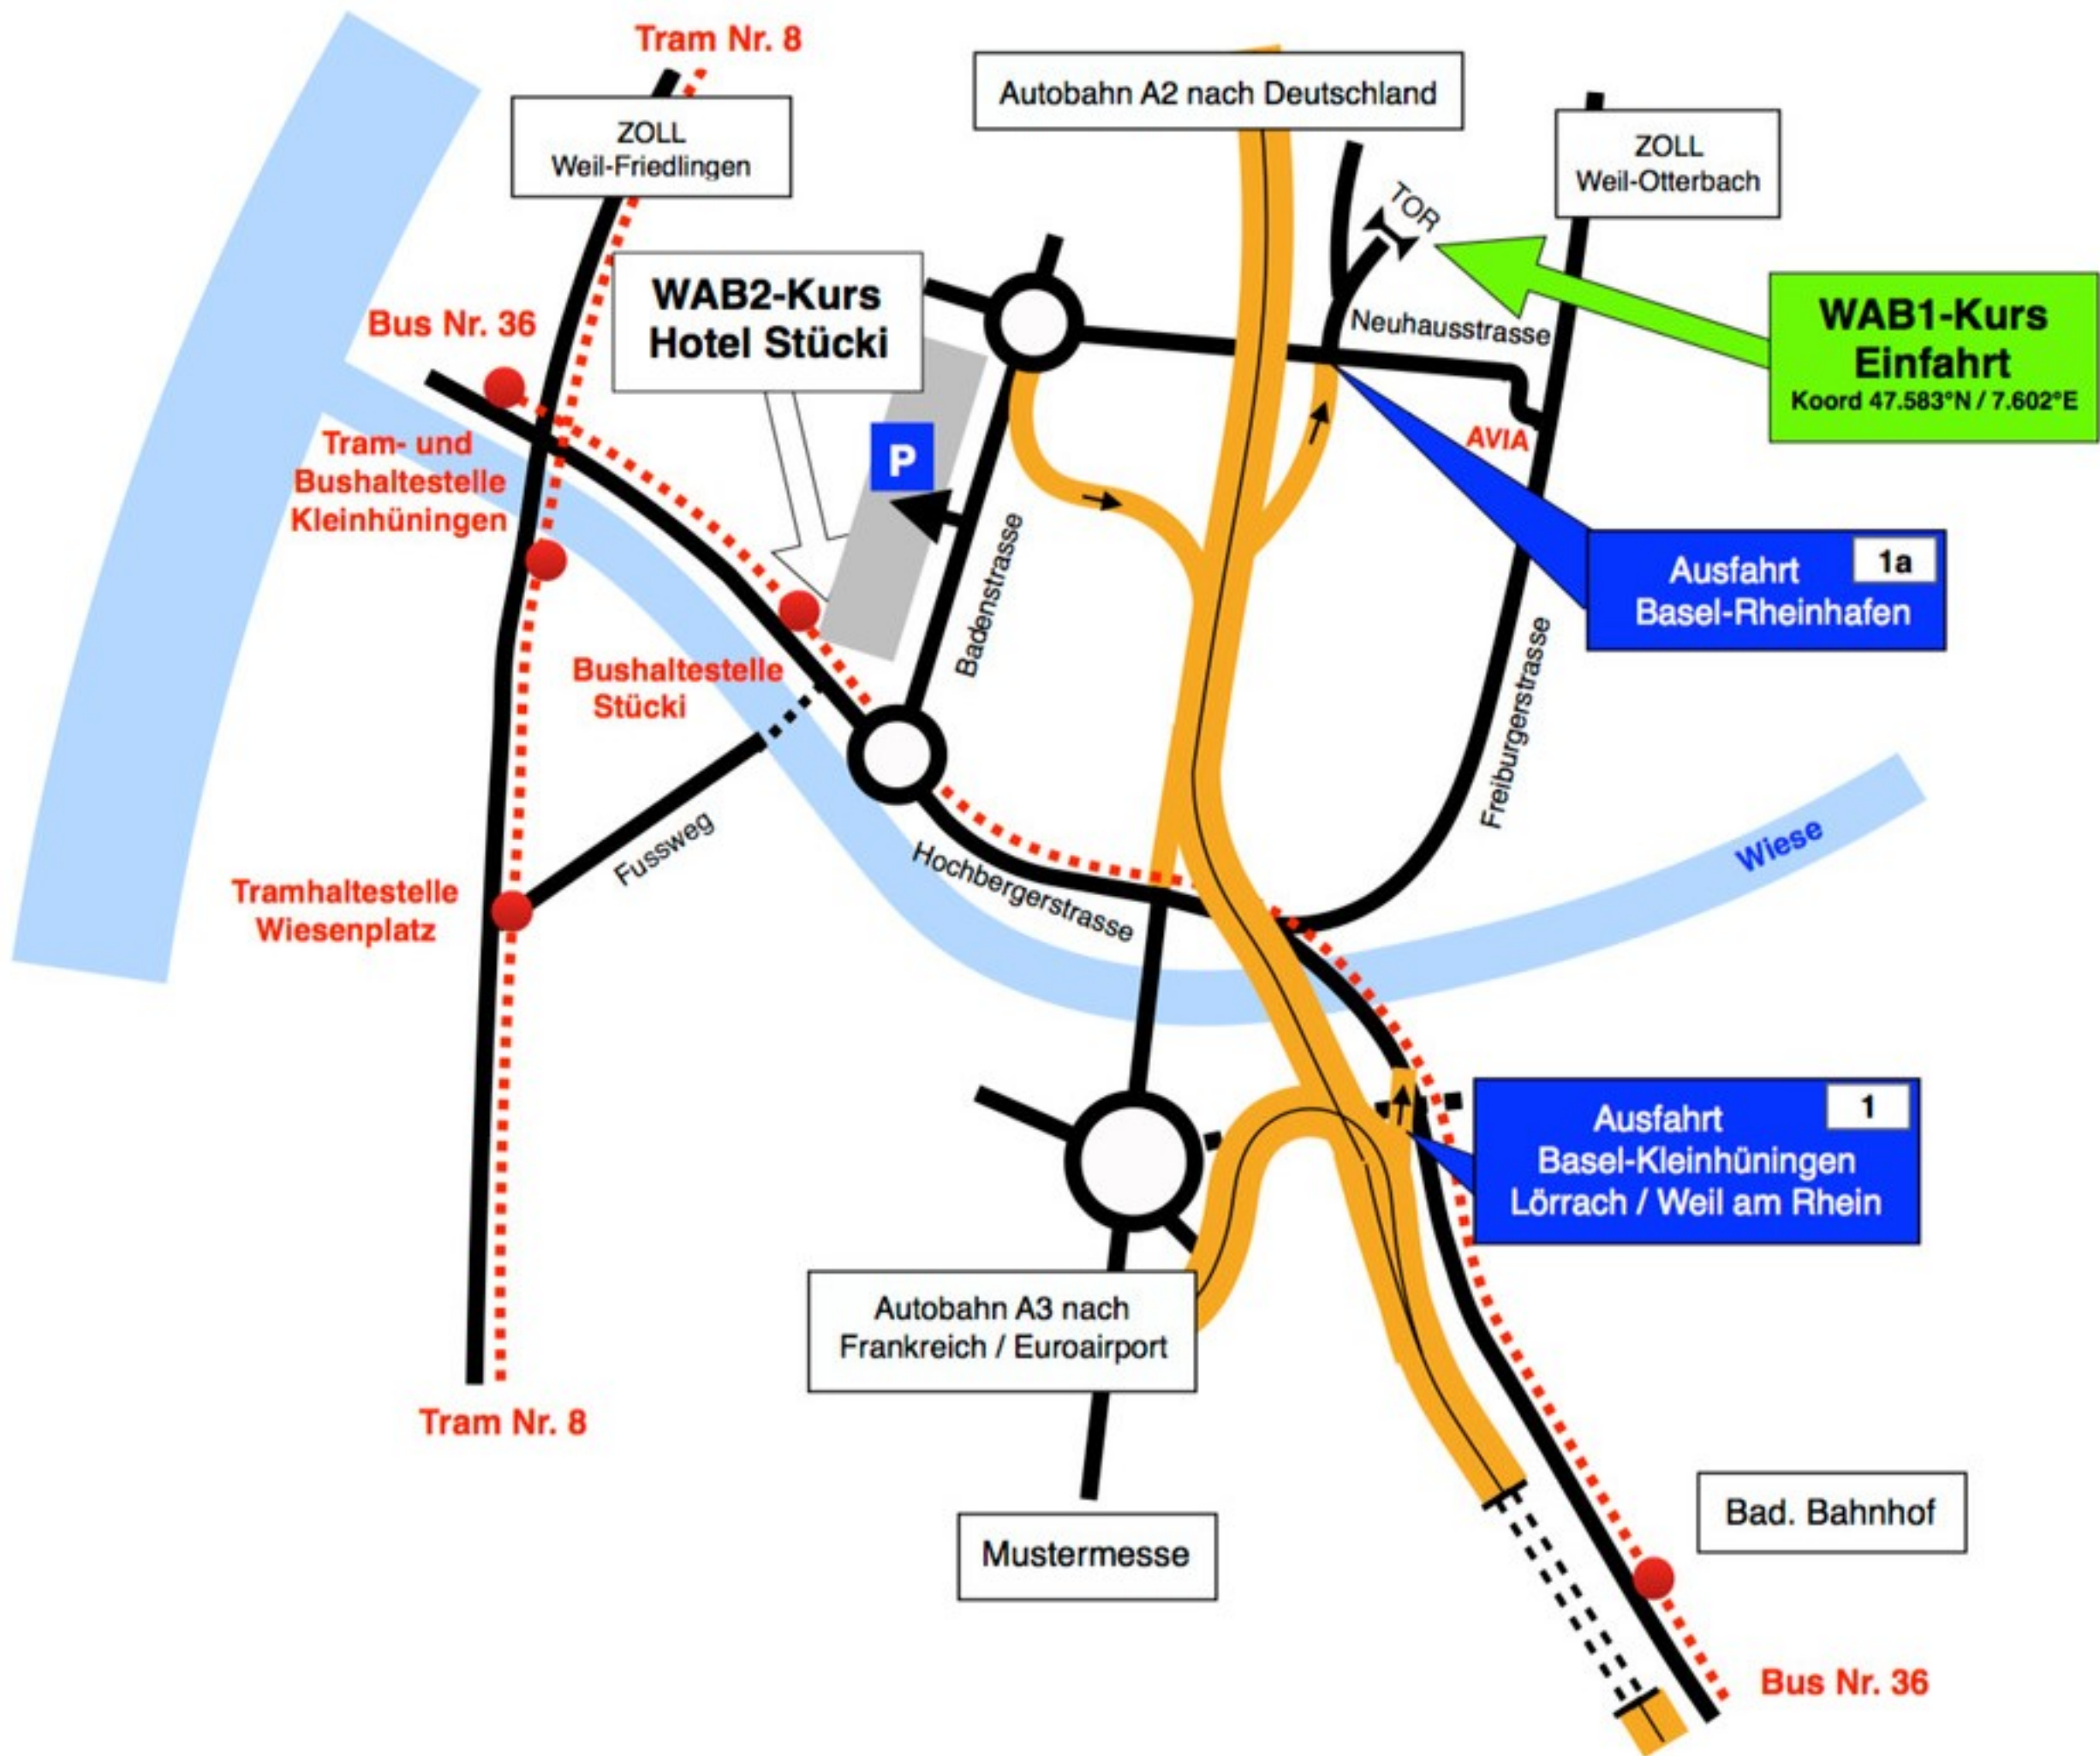 Tram Nr. 8
ZOLL
Weil-Friedlingen
Autobahn A2 nach Deutschland
ZOLL
Weil-Otterbach
TOR
WAB2-Kurs
Hotel Stücki
Bus Nr. 36
Neuhausstrasse
WAB1-Kurs
Einfahrt
Koord 47.583°N / 7.602°E
Tram- und
Bushaltestelle
Kleinhüningen
P
AVIA
Badenstrasse
Ausfahrt 1a
Basel-Rheinhafen
Bushaltestelle
Stücki
Freiburgerstrasse
Fussweg
Hochbergerstrasse
Wiese
Tramhaltestelle
Wiesenplatz
Ausfahrt 1
Basel-Kleinhüningen
Lörrach / Weil am Rhein
Autobahn A3 nach
Frankreich / Euroairport
Tram Nr. 8
Mustermesse
Bad. Bahnhof
Bus Nr. 36